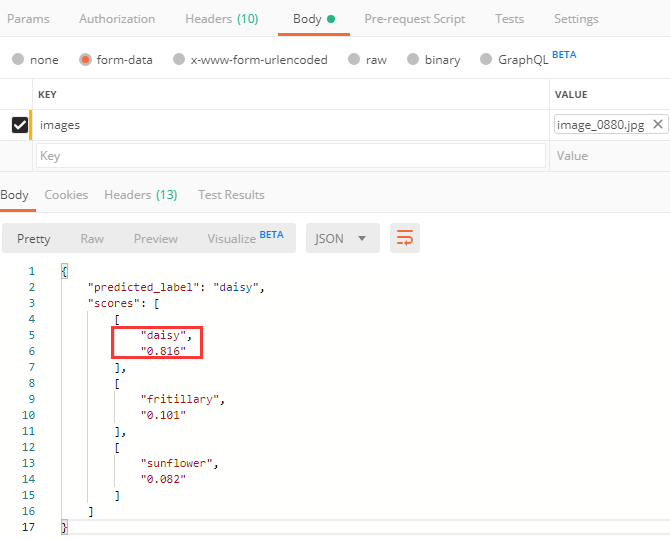 Params Authorization Headers (10) Body Pre-request Script Tests Settings
none form-data x-www-form-urlencoded raw binary GraphQL BETA
KEY VALUE
images image_0880.jpg
Key Value
Body Cookies Headers (13) Test Results
Pretty Raw Preview Visualize BETA JSON
1 {
2 "predicted_label": "daisy",
3 "scores": [
4 [
5 "daisy",
6 "0.816"
7 ],
8 [
9 "fritillary",
10 "0.101"
11 ],
12 [
13 "sunflower",
14 "0.082"
15 ]
16 ]
17 }